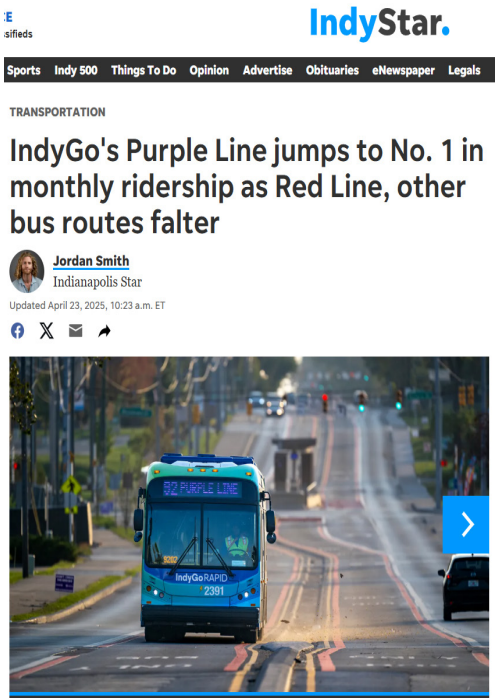 E
sifieds
IndyStar.
Sports Indy 500 Things To Do Opinion Advertise Obituaries eNewspaper Legals
TRANSPORTATION
IndyGo's Purple Line jumps to No. 1 in
monthly ridership as Red Line, other
bus routes falter
Jordan Smith
Indianapolis Star
Updated April 23, 2025, 10:23 a.m. ET
92 PURPLE LINE
IndyGo RAPID
2391